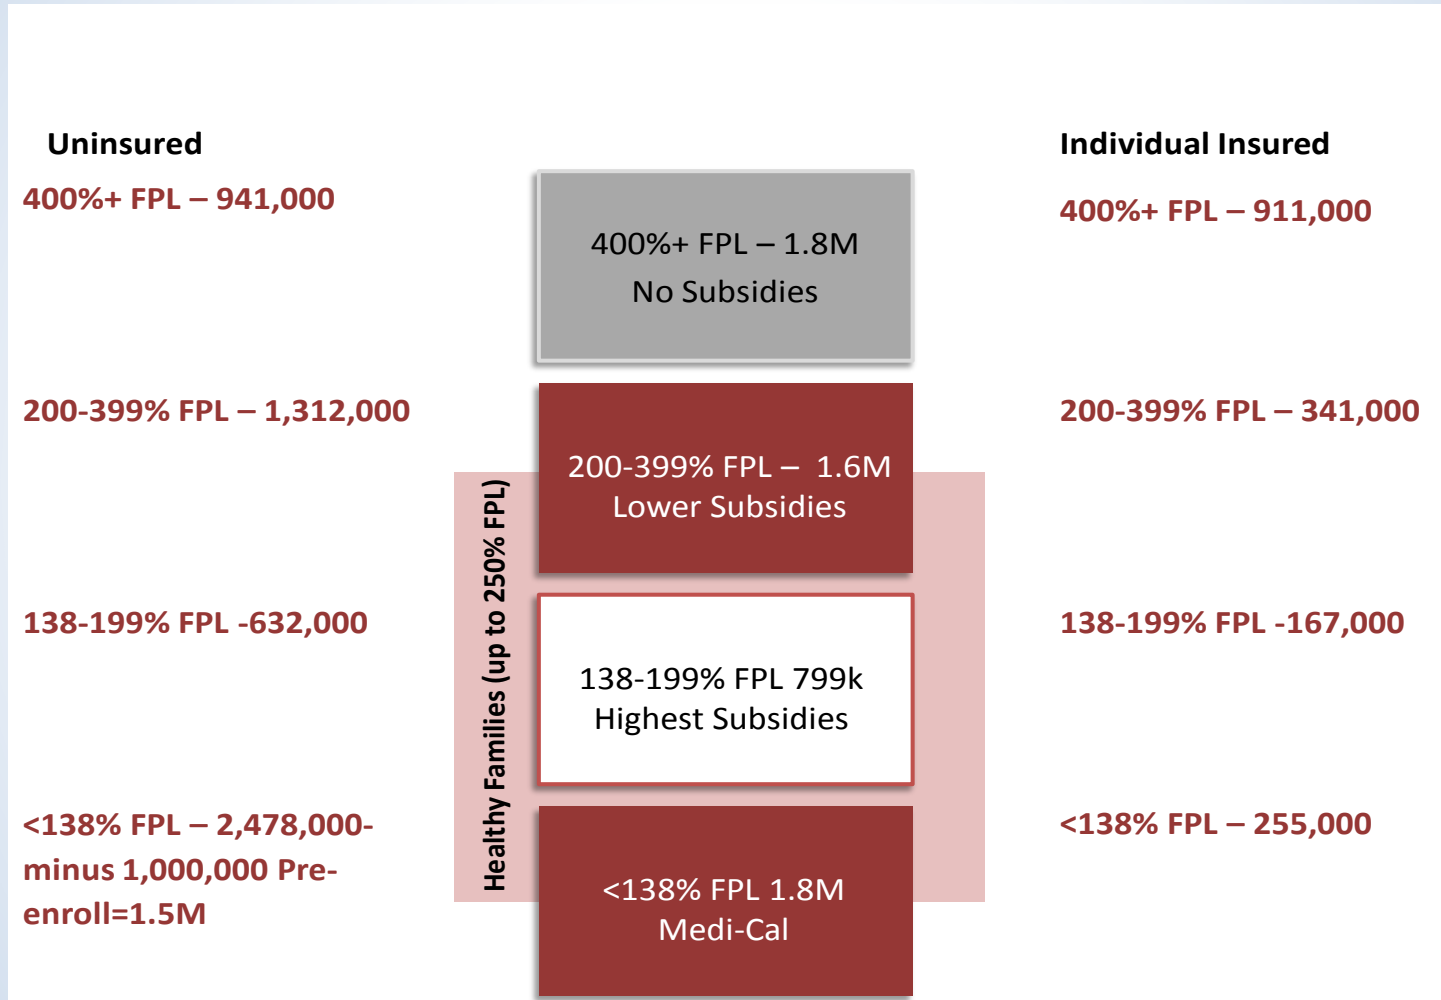 Uninsured
400%+ FPL – 941,000
200-399% FPL – 1,312,000
138-199% FPL -632,000
<138% FPL – 2,478,000-
minus 1,000,000 Pre-
enroll=1.5M
Healthy Families (up to 250% FPL)
400%+ FPL – 1.8M
No Subsidies
200-399% FPL – 1.6M
Lower Subsidies
138-199% FPL 799k
Highest Subsidies
<138% FPL 1.8M
Medi-Cal
Individual Insured
400%+ FPL – 911,000
200-399% FPL – 341,000
138-199% FPL -167,000
<138% FPL – 255,000